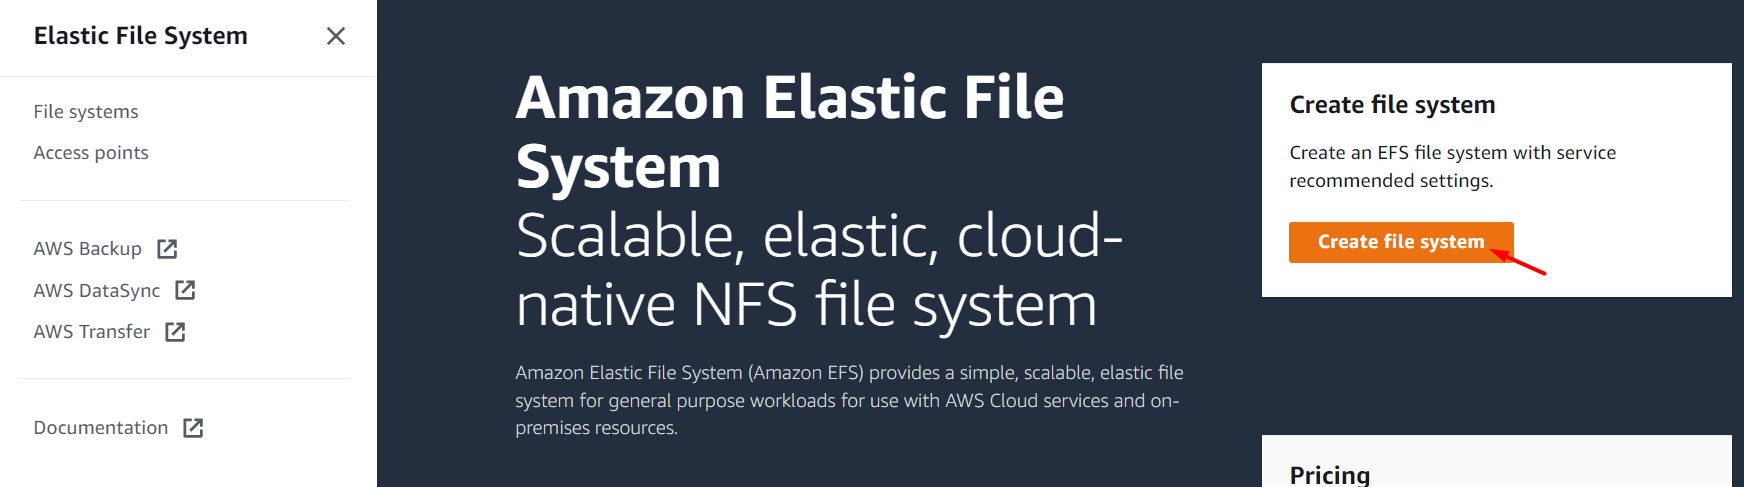 Elastic File System
File systems
Access points
AWS Backup
AWS DataSync
AWS Transfer
Documentation
Amazon Elastic File
System
Scalable, elastic, cloud-
native NFS file system
Amazon Elastic File System (Amazon EFS) provides a simple, scalable, elastic file
system for general purpose workloads for use with AWS Cloud services and on-
premises resources.
Create file system
Create an EFS file system with service
recommended settings.
Create file system
Pricing